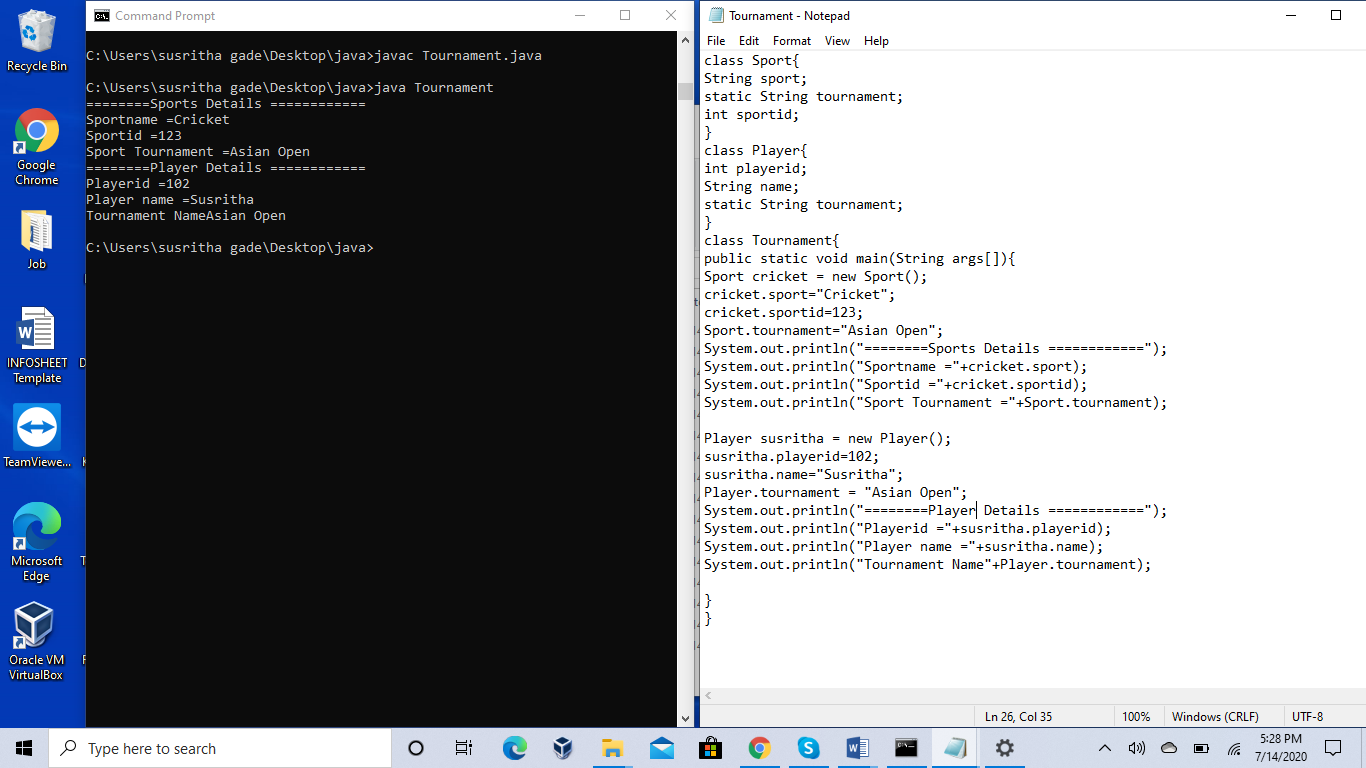 Recycle Bin
Google
Chrome
Job
INFOSHEET
Template
TeamViewe...
Microsoft
Edge
Oracle VM
VirtualBox
Command Prompt
C:\Users\susritha gade\Desktop\java>javac Tournament.java
C:\Users\susritha gade\Desktop\java>java Tournament
========Sports Details ============
Sportname =Cricket
Sportid =123
Sport Tournament =Asian Open
========Player Details ============
Playerid =102
Player name =Susritha
Tournament NameAsian Open
C:\Users\susritha gade\Desktop\java>
Tournament - Notepad
File Edit Format View Help
class Sport{
String sport;
static String tournament;
int sportid;
}
class Player{
int playerid;
String name;
static String tournament;
}
class Tournament{
public static void main(String args[]){
Sport cricket = new Sport();
cricket.sport="Cricket";
cricket.sportid=123;
Sport.tournament="Asian Open";
System.out.println("========Sports Details ============");
System.out.println("Sportname ="+cricket.sport);
System.out.println("Sportid ="+cricket.sportid);
System.out.println("Sport Tournament ="+Sport.tournament);
Player susritha = new Player();
susritha.playerid=102;
susritha.name="Susritha";
Player.tournament = "Asian Open";
System.out.println("========Player Details ============");
System.out.println("Playerid ="+susritha.playerid);
System.out.println("Player name ="+susritha.name);
System.out.println("Tournament Name"+Player.tournament);
}
}
Ln 26, Col 35 100% Windows (CRLF) UTF-8
Type here to search
5:28 PM
7/14/2020